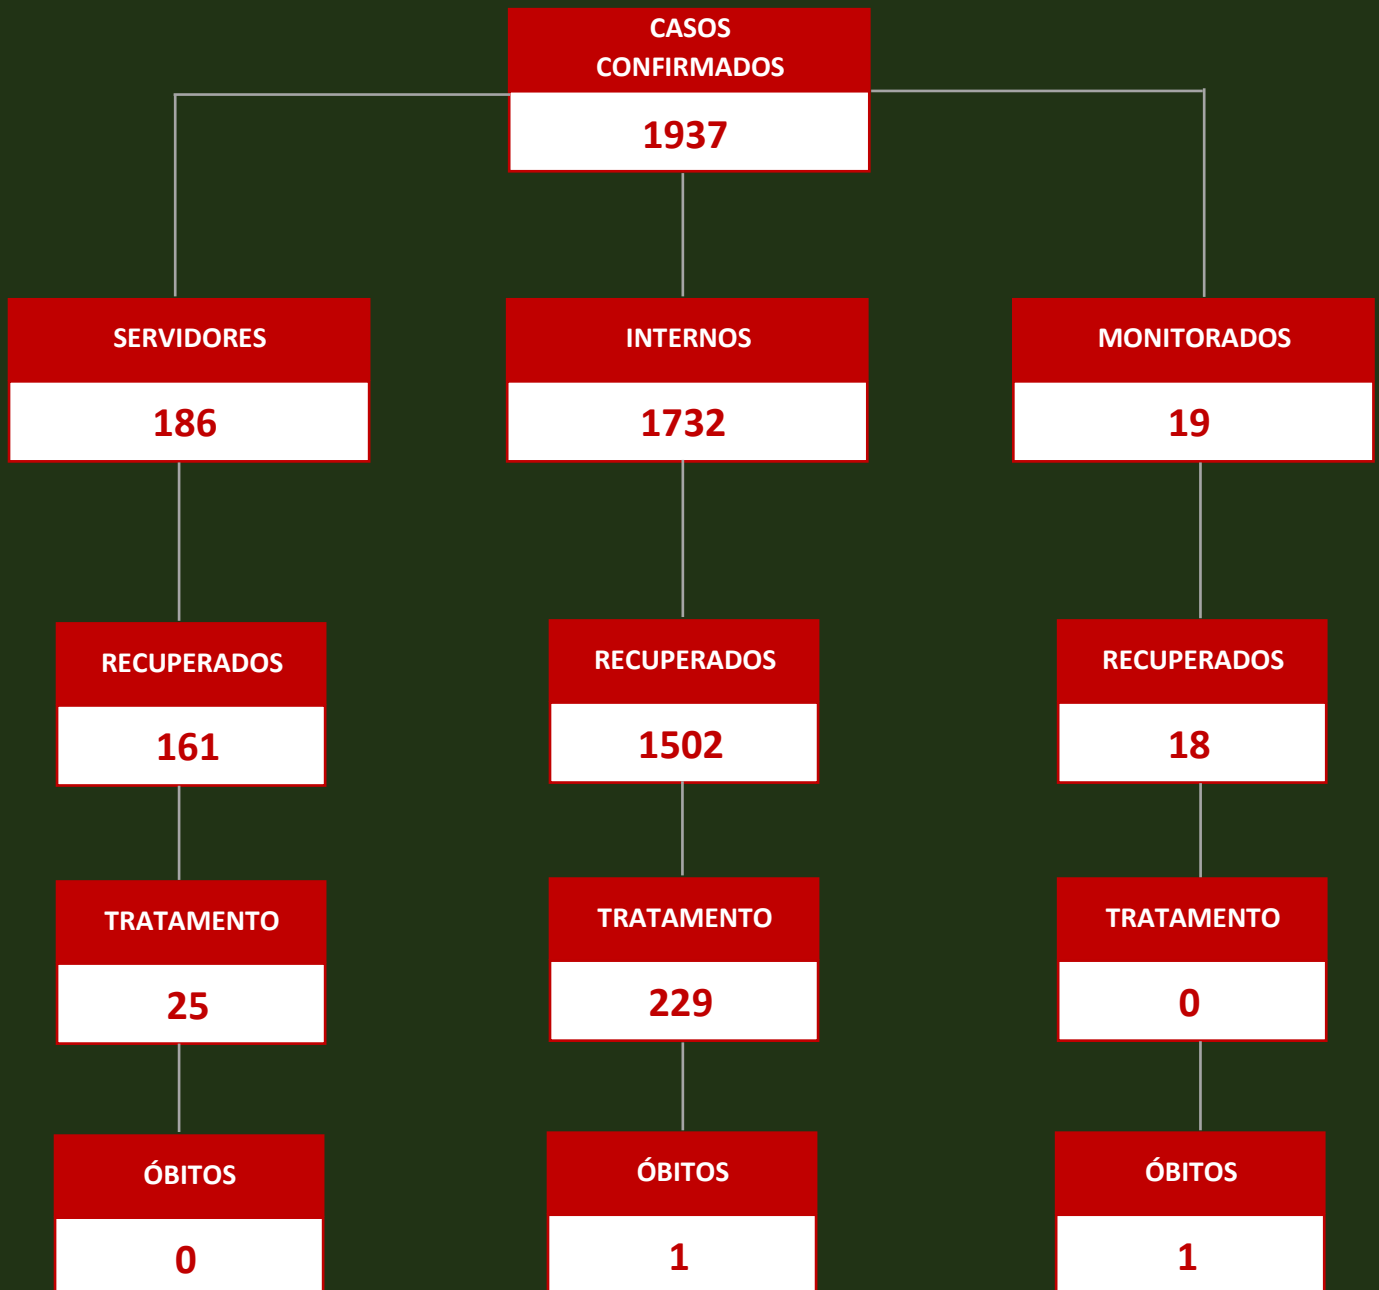 CASOS
CONFIRMADOS
1937
SERVIDORES
186
INTERNOS
1732
MONITORADOS
19
RECUPERADOS
161
RECUPERADOS
1502
RECUPERADOS
18
TRATAMENTO
25
TRATAMENTO
229
TRATAMENTO
0
ÓBITOS
0
ÓBITOS
1
ÓBITOS
1